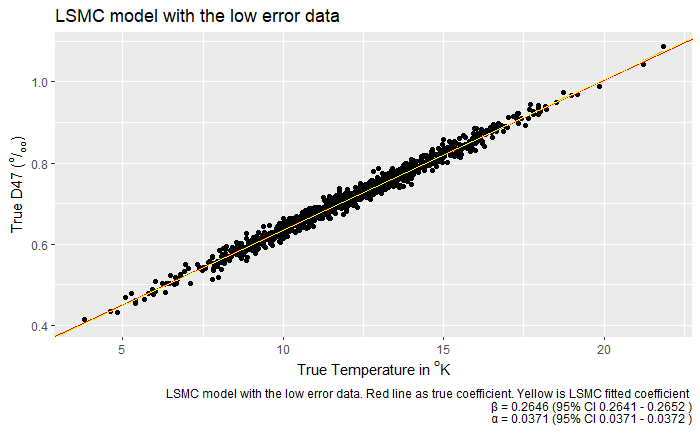 LSMC model with the low error data
True D47 (⁰/₀₀)
1.0
0.8
0.6
0.4
5
10
15
20
True Temperature in °K
LSMC model with the low error data. Red line as true coefficient. Yellow is LSMC fitted coefficient
β = 0.2646 (95% CI 0.2641 - 0.2652 )
α = 0.0371 (95% CI 0.0371 - 0.0372 )